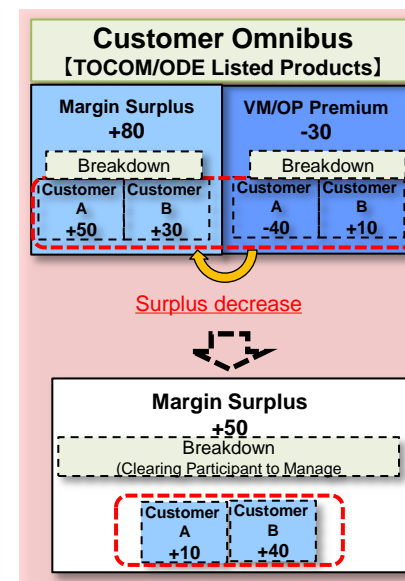 Customer Omnibus
【TOCOM/ODE Listed Products】
Margin Surplus
+80
Breakdown
Customer
A
+50
Customer
B
+30
VM/OP Premium
-30
Breakdown
Customer
A
-40
Customer
B
+10
Surplus decrease
Margin Surplus
+50
Breakdown
(Clearing Participant to Manage
Customer
A
+10
Customer
B
+40